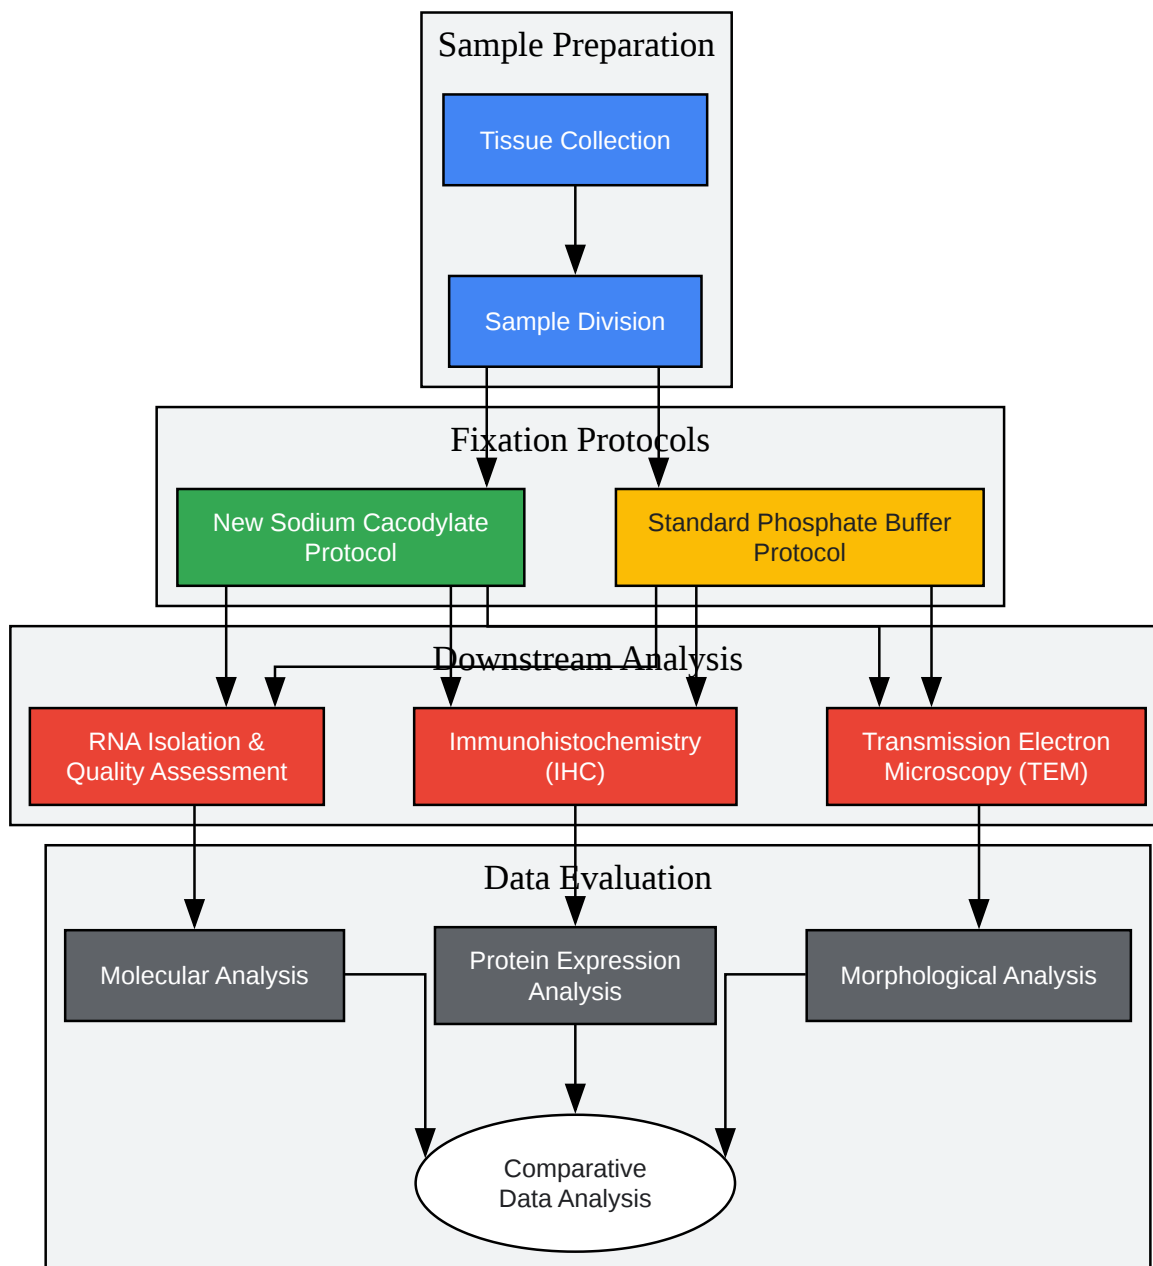 Sample Preparation
Tissue Collection
Sample Division
Fixation Protocols
New Sodium Cacodylate
Protocol
Standard Phosphate Buffer
Protocol
Downstream Analysis
RNA Isolation &
Quality Assessment
Immunohistochemistry
(IHC)
Transmission Electron
Microscopy (TEM)
Data Evaluation
Molecular Analysis
Protein Expression
Analysis
Morphological Analysis
Comparative
Data Analysis